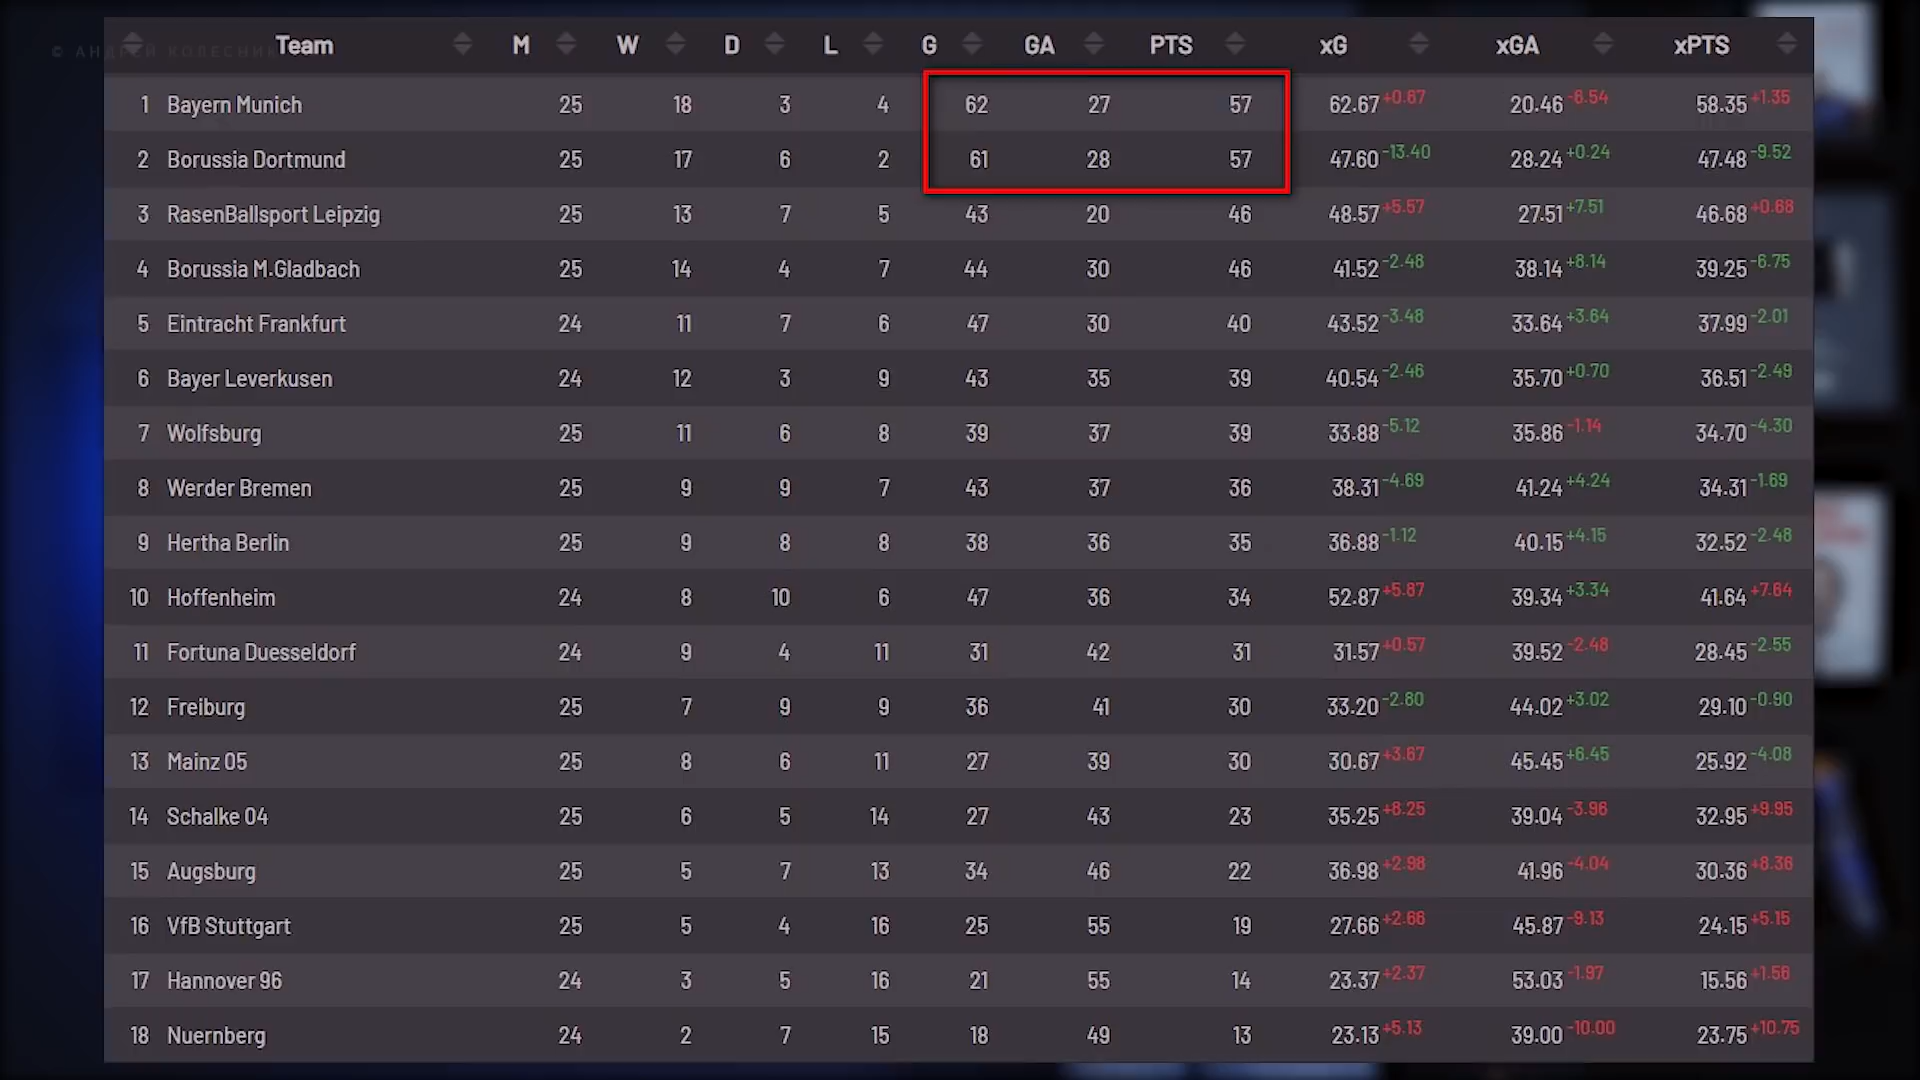 © АНДРЕЙ КОЛЕСНИК
Team M W D L G GA PTS xG xGA xPTS
1 Bayern Munich 25 18 3 4 62 27 57 62.67 +0.67 20.46 -6.54 58.35 +1.35
2 Borussia Dortmund 25 17 6 2 61 28 57 47.60 -13.40 28.24 +0.24 47.48 -9.52
3 RasenBallsport Leipzig 25 13 7 5 43 20 46 48.57 +5.57 27.51 +7.51 46.68 +0.68
4 Borussia M.Gladbach 25 14 4 7 44 30 46 41.52 -2.48 38.14 +8.14 39.25 -6.75
5 Eintracht Frankfurt 24 11 7 6 47 30 40 43.52 -3.48 33.64 +3.64 37.99 -2.01
6 Bayer Leverkusen 24 12 3 9 43 35 39 40.54 -2.46 35.70 +0.70 36.51 -2.49
7 Wolfsburg 25 11 6 8 39 37 39 33.88 -5.12 35.86 -1.14 34.70 -4.30
8 Werder Bremen 25 9 9 7 43 37 36 38.31 -4.69 41.24 +4.24 34.31 -1.69
9 Hertha Berlin 25 9 8 8 38 36 35 36.88 -1.12 40.15 +4.15 32.52 -2.48
10 Hoffenheim 24 8 10 6 47 36 34 52.87 +5.87 39.34 +3.34 41.64 +7.64
11 Fortuna Duesseldorf 24 9 4 11 31 42 31 31.57 +0.57 39.52 -2.48 28.45 -2.55
12 Freiburg 25 7 9 9 36 41 30 33.20 -2.80 44.02 +3.02 29.10 -0.90
13 Mainz 05 25 8 6 11 27 39 30 30.67 +3.67 45.45 +6.45 25.92 -4.08
14 Schalke 04 25 6 5 14 27 43 23 35.25 +8.25 39.04 -3.96 32.95 +9.95
15 Augsburg 25 5 7 13 34 46 22 36.98 +2.98 41.96 -4.04 30.36 +8.36
16 VfB Stuttgart 25 5 4 16 25 55 19 27.66 +2.66 45.87 -9.13 24.15 +5.15
17 Hannover 96 24 3 5 16 21 55 14 23.37 +2.37 53.03 -1.97 15.56 +1.56
18 Nuernberg 24 2 7 15 18 49 13 23.13 +5.13 39.00 -10.00 23.75 +10.75